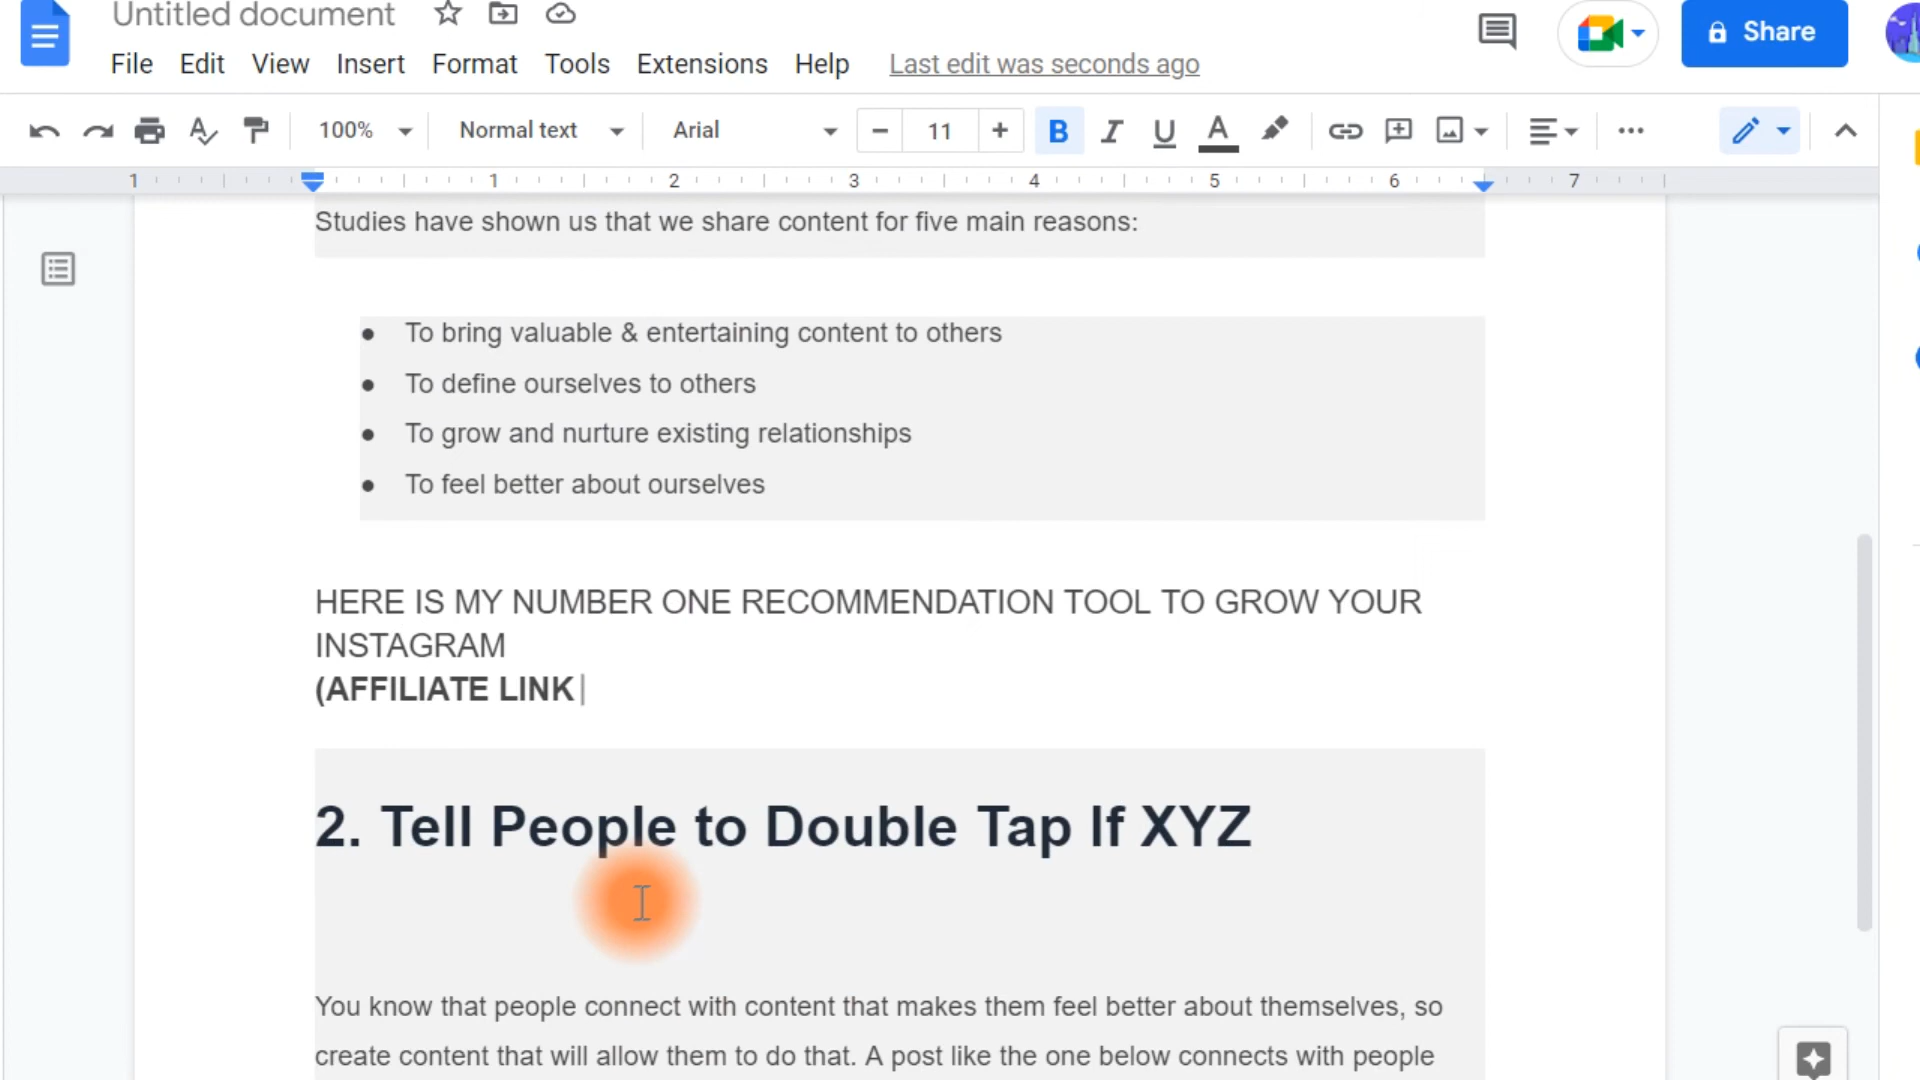 Untitled document
Share
File Edit View Insert Format Tools Extensions Help Last edit was seconds ago
100% Normal text Arial 11 B I U A
1 1 2 3 4 5 6 7
Studies have shown us that we share content for five main reasons:
To bring valuable & entertaining content to others
To define ourselves to others
To grow and nurture existing relationships
To feel better about ourselves
HERE IS MY NUMBER ONE RECOMMENDATION TOOL TO GROW YOUR
INSTAGRAM
(AFFILIATE LINK
2. Tell People to Double Tap If XYZ
You know that people connect with content that makes them feel better about themselves, so
create content that will allow them to do that. A post like the one below connects with people